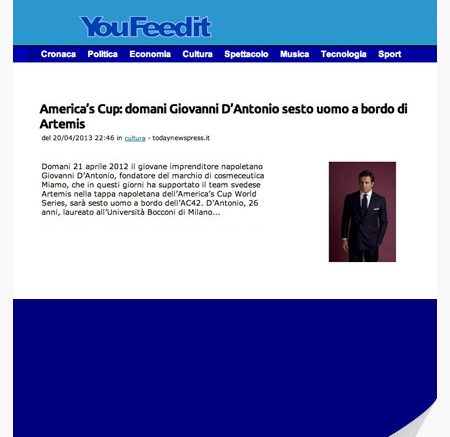 YouFeedit
Cronaca Politica Economia Cultura Spettacolo Musica Tecnologia Sport
America's Cup: domani Giovanni D'Antonio sesto uomo a bordo di
Artemis
del 20/04/2013 22:46 in cultura - todaynewspress.it
Domani 21 aprile 2012 il giovane imprenditore napoletano
Giovanni D'Antonio, fondatore del marchio di cosmeceutica
Miamo, che in questi giorni ha supportato il team svedese
Artemis nella tappa napoletana dell'America's Cup World
Series, sarà sesto uomo a bordo dell'AC42. D'Antonio, 26
anni, laureato all'Università Bocconi di Milano...